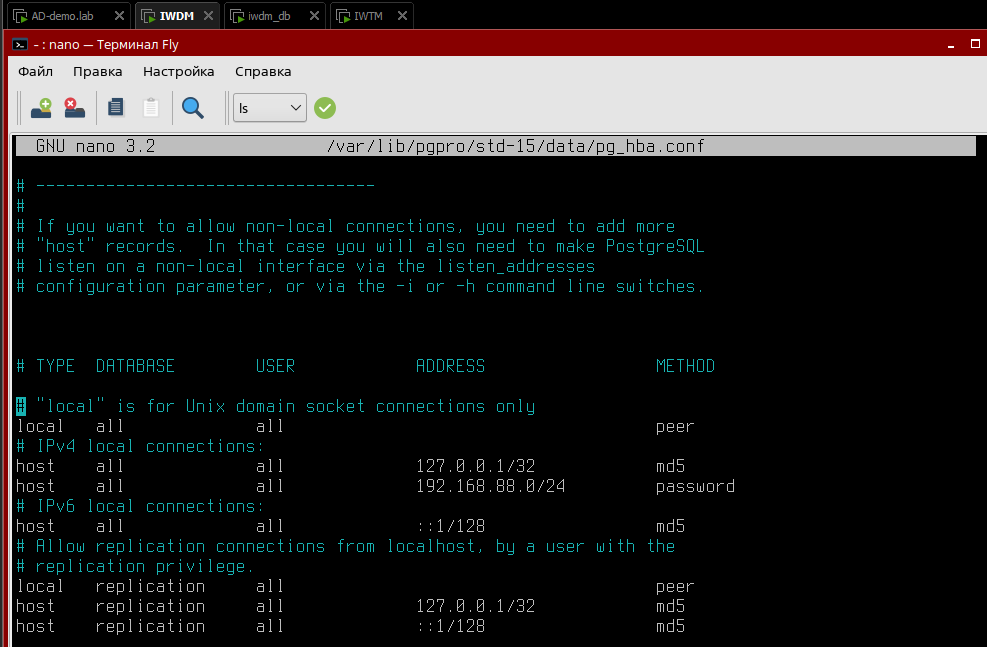 AD-demo.lab IWDM iwdm_db IWTM
- : nano — Терминал Fly
Файл Правка Настройка Справка
ls
GNU nano 3.2 /var/lib/pgpro/std-15/data/pg_hba.conf
# ----------------------------------
#
# If you want to allow non-local connections, you need to add more
# "host" records.  In that case you will also need to make PostgreSQL
# listen on a non-local interface via the listen_addresses
# configuration parameter, or via the -i or -h command line switches.
# TYPE  DATABASE        USER            ADDRESS                 METHOD
# "local" is for Unix domain socket connections only
local   all             all                                     peer
# IPv4 local connections:
host    all             all             127.0.0.1/32            md5
host    all             all             192.168.88.0/24         password
# IPv6 local connections:
host    all             all             ::1/128                 md5
# Allow replication connections from localhost, by a user with the
# replication privilege.
local   replication     all                                     peer
host    replication     all             127.0.0.1/32            md5
host    replication     all             ::1/128                 md5